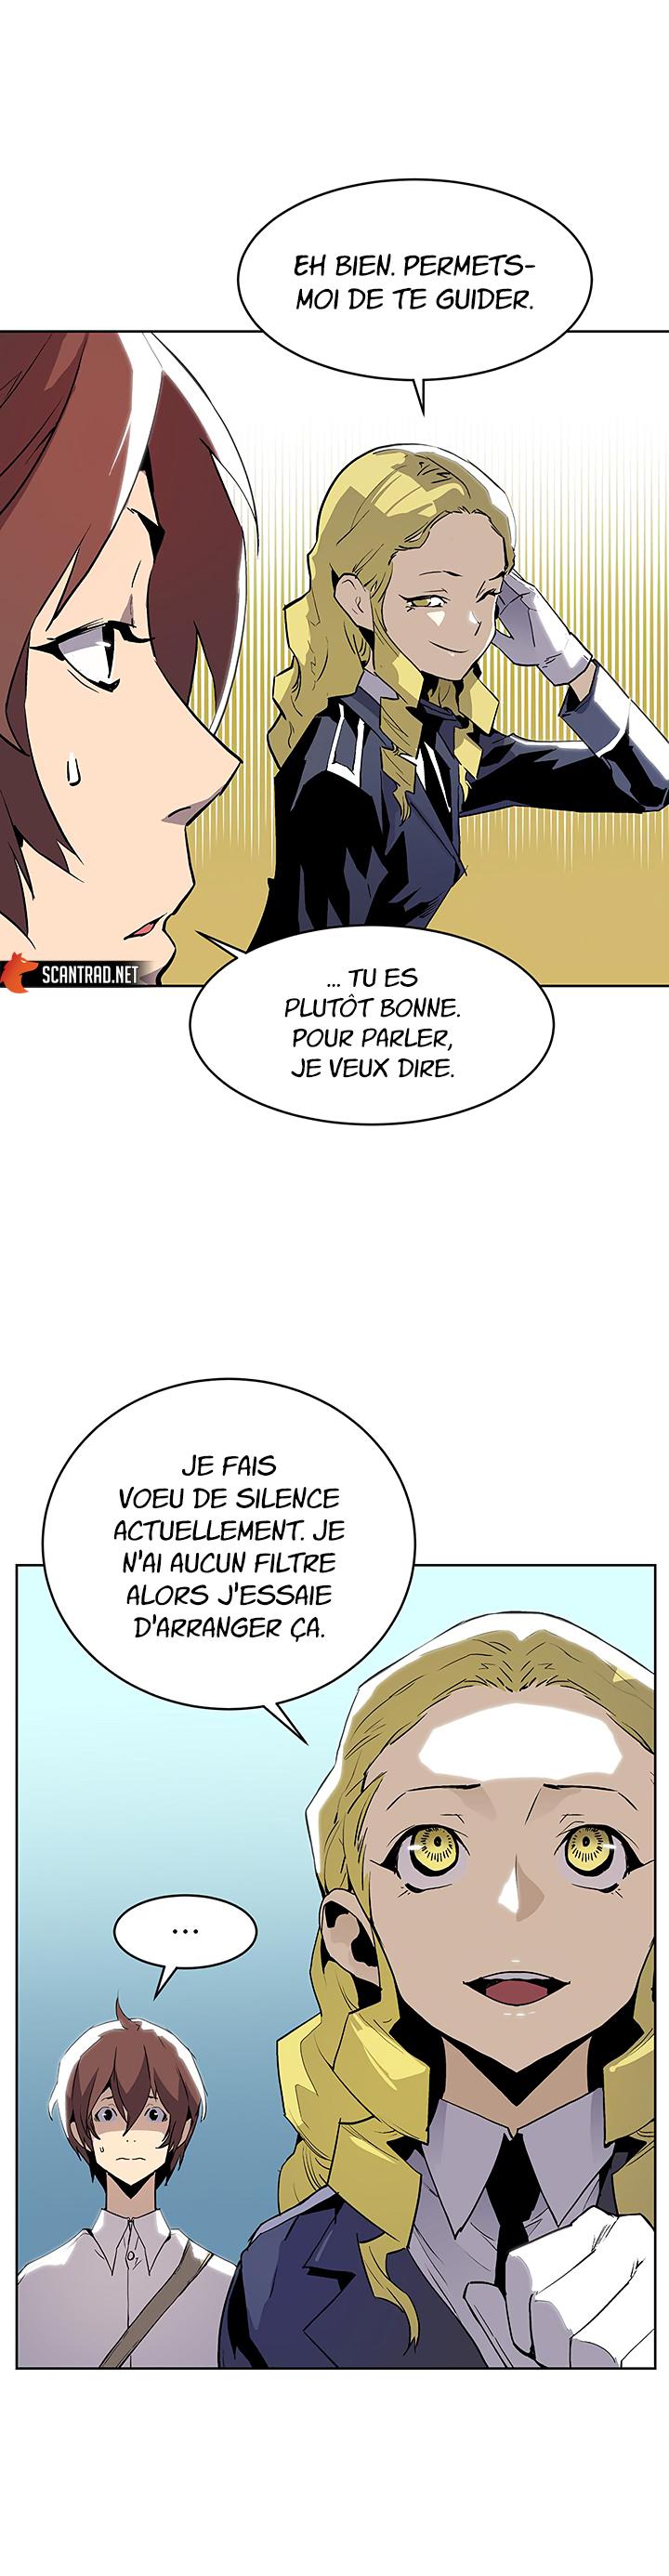 EH BIEN. PERMETS-
MOI DE TE GUIDER.
SCANTRAD.NET
... TU ES
PLUTÔT BONNE.
POUR PARLER,
JE VEUX DIRE.
JE FAIS
VOEU DE SILENCE
ACTUELLEMENT. JE
N'AI AUCUN FILTRE
ALORS J'ESSAIE
D'ARRANGER ÇA.
...